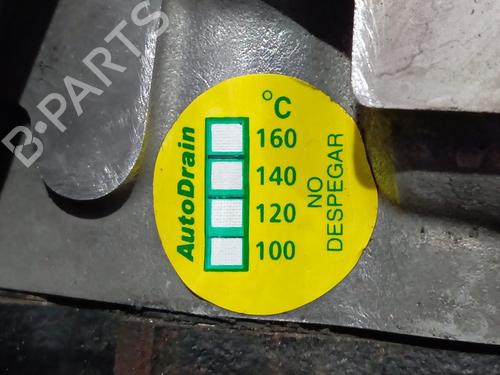 B-PARTS
°C
AutoDrain
160
140
120
100
NO
DESPEGAR